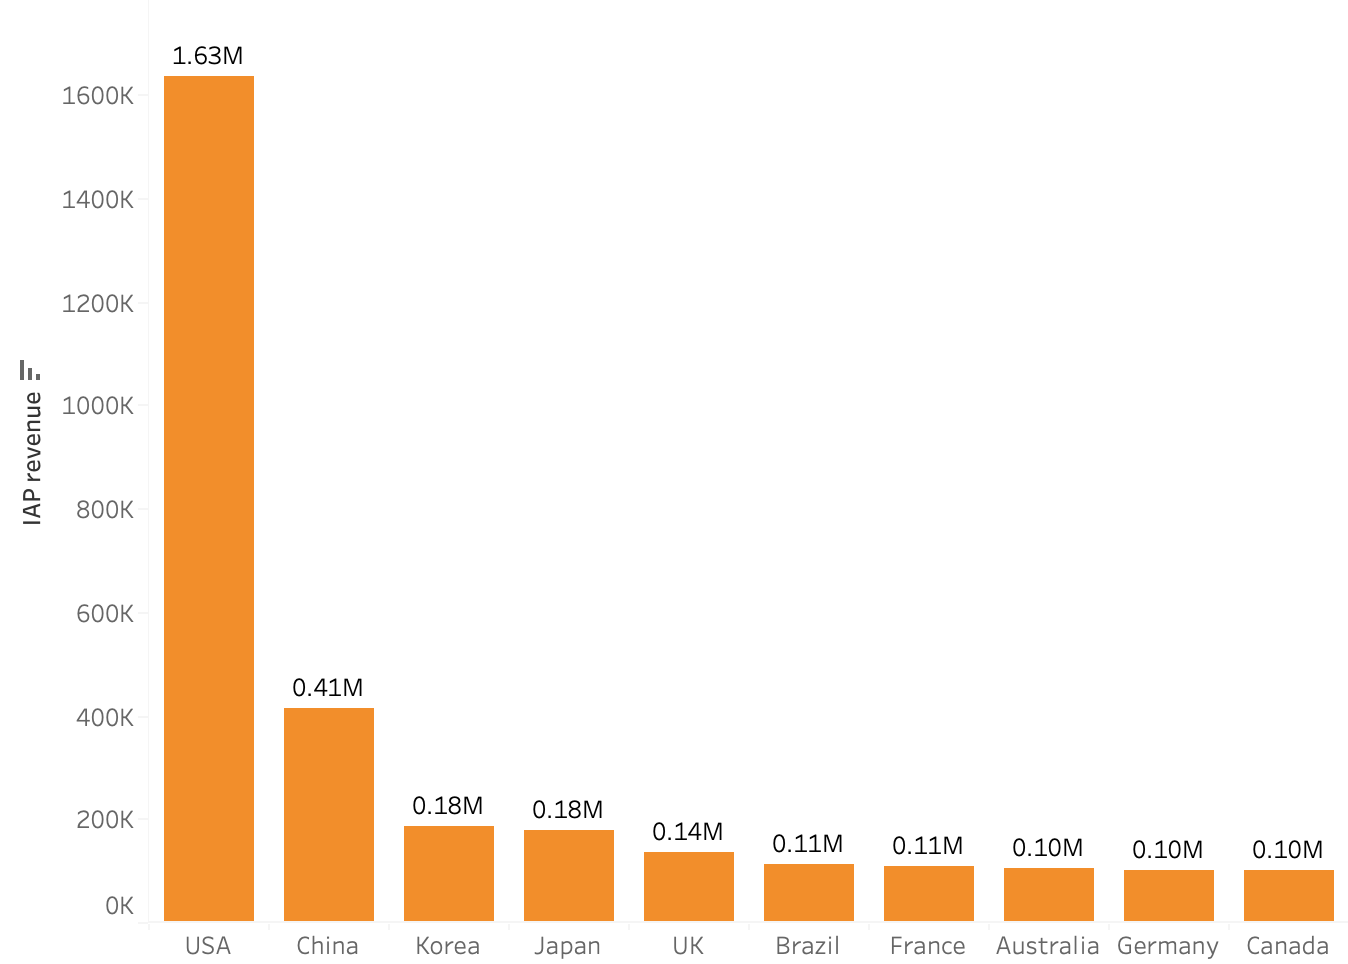 1.63M
1600K
1400K
1200K
1000K
800K
600K
400K
200K
0K
IAP revenue
0.41M
0.18M
0.18M
0.14M
0.11M
0.11M
0.10M
0.10M
0.10M
USA China Korea Japan UK Brazil France Australia Germany Canada